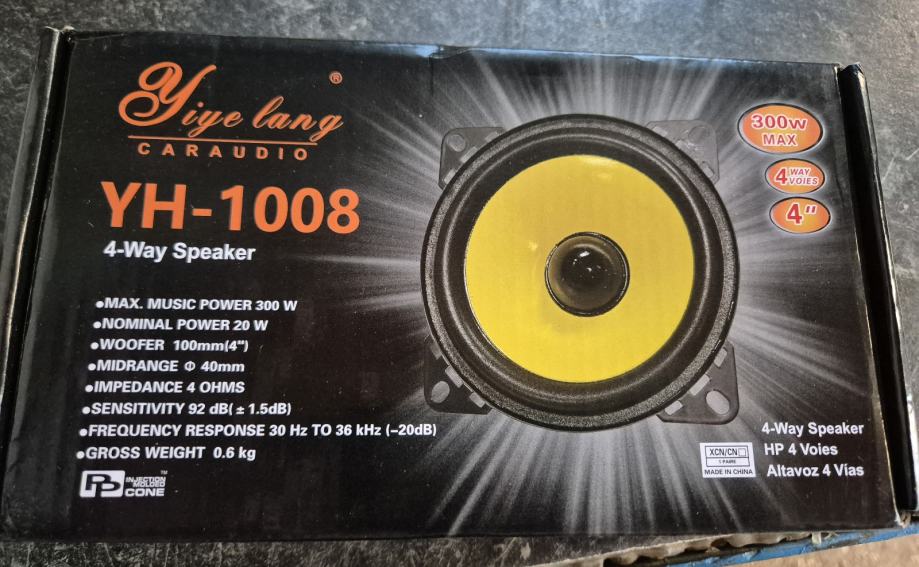 Yiye lang ®
CARAUDIO
YH-1008
4-Way Speaker
300w
MAX
4 WAY
VOIES
4"
•MAX. MUSIC POWER 300 W
•NOMINAL POWER 20 W
•WOOFER 100mm(4")
•MIDRANGE Φ 40mm
•IMPEDANCE 4 OHMS
•SENSITIVITY 92 dB(±1.5dB)
•FREQUENCY RESPONSE 30 Hz TO 36 kHz (–20dB)
•GROSS WEIGHT 0.6 kg
INJECTION ™
MOLDED
CONE
4-Way Speaker
HP 4 Voies
Altavoz 4 Vias
XCN/CN□
1 PAIRE
MADE IN CHINA